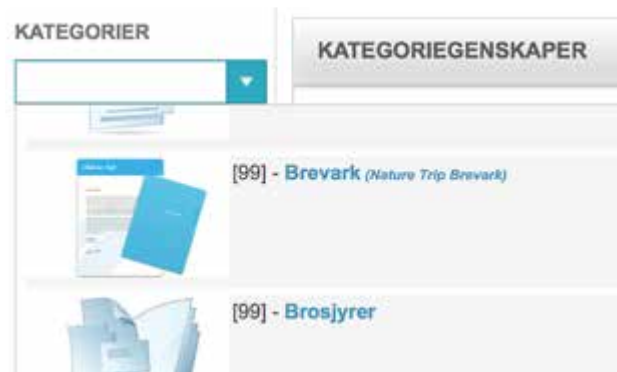 KATEGORIER
KATEGORIEGENSKAPER
[99] - Brevark (Nature Trip Brevark)
[99] - Brosjyrer